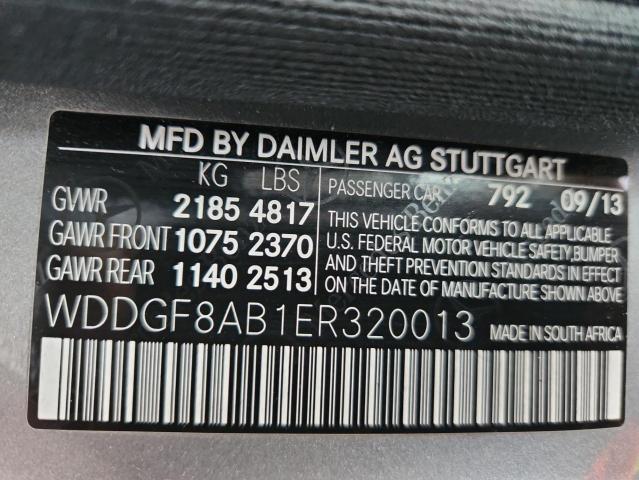 MFD BY DAIMLER AG STUTTGART
KG LBS
GVWR 2185 4817
GAWR FRONT 1075 2370
GAWR REAR 1140 2513
PASSENGER CAR 792 09/13
THIS VEHICLE CONFORMS TO ALL APPLICABLE
U.S. FEDERAL MOTOR VEHICLE SAFETY, BUMPER
AND THEFT PREVENTION STANDARDS IN EFFECT
ON THE DATE OF MANUFACTURE SHOWN ABOVE.
WDDGF8AB1ER320013 MADE IN SOUTH AFRICA